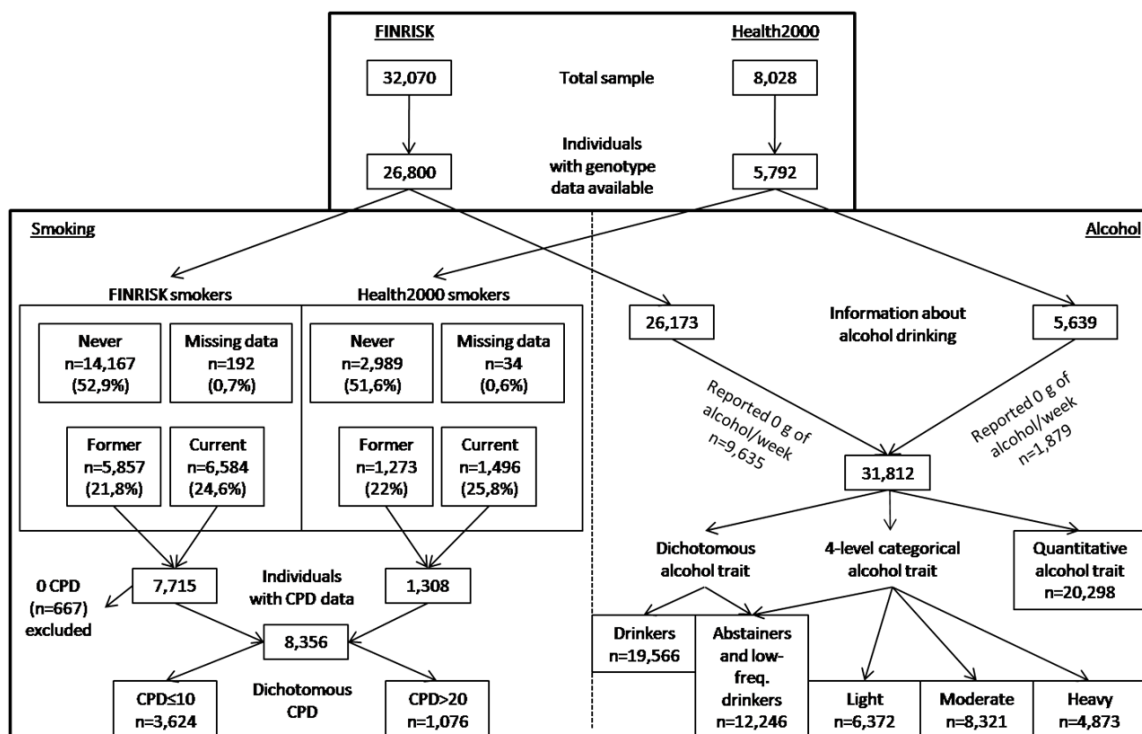 FINRISK
Health2000
32,070
Total sample
8,028
26,800
Individuals
with genotype
data available
5,792
Smoking
Alcohol
FINRISK smokers
Health2000 smokers
Never
n=14,167
(52,9%)
Missing data
n=192
(0,7%)
Never
n=2,989
(51,6%)
Missing data
n=34
(0,6%)
Former
n=5,857
(21,8%)
Current
n=6,584
(24,6%)
Former
n=1,273
(22%)
Current
n=1,496
(25,8%)
0 CPD
(n=667)
excluded
7,715
Individuals
with CPD data
1,308
8,356
CPD≤10
n=3,624
Dichotomous
CPD
CPD>20
n=1,076
26,173
Information about
alcohol drinking
5,639
Reported 0 g of
alcohol/week
n=9,635
Reported 0 g of
alcohol/week
n=1,879
31,812
Dichotomous
alcohol trait
4-level categorical
alcohol trait
Quantitative
alcohol trait
n=20,298
Drinkers
n=19,566
Abstainers
and low-
freq.
drinkers
n=12,246
Light
n=6,372
Moderate
n=8,321
Heavy
n=4,873